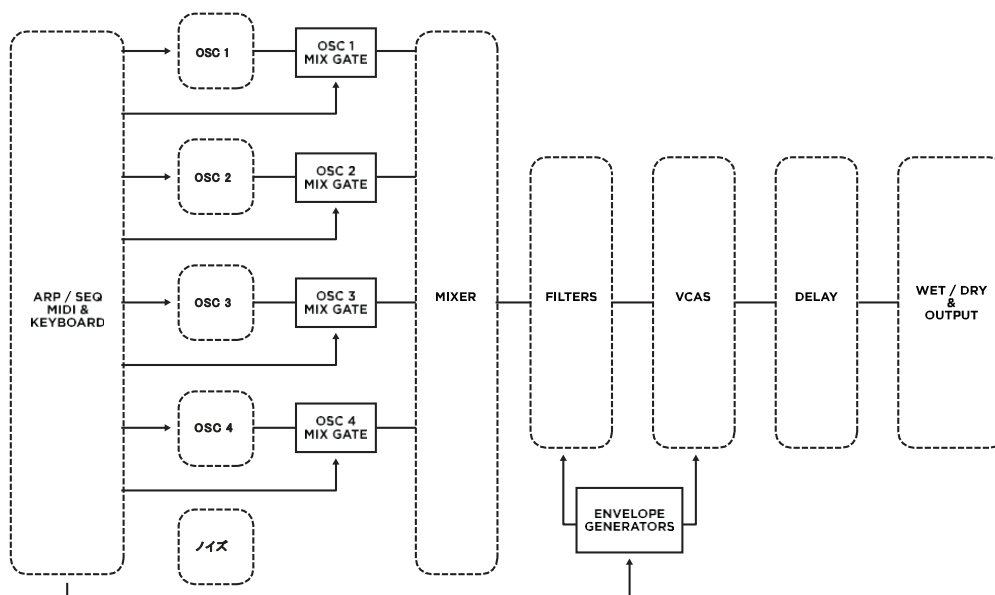 OSC 1
OSC 1
MIX GATE
OSC 2
OSC 2
MIX GATE
ARP / SEQ
MIDI &
KEYBOARD
OSC 3
OSC 3
MIX GATE
MIXER
FILTERS
VCAS
DELAY
WET / DRY
&
OUTPUT
OSC 4
OSC 4
MIX GATE
ENVELOPE
GENERATORS
ノイズ